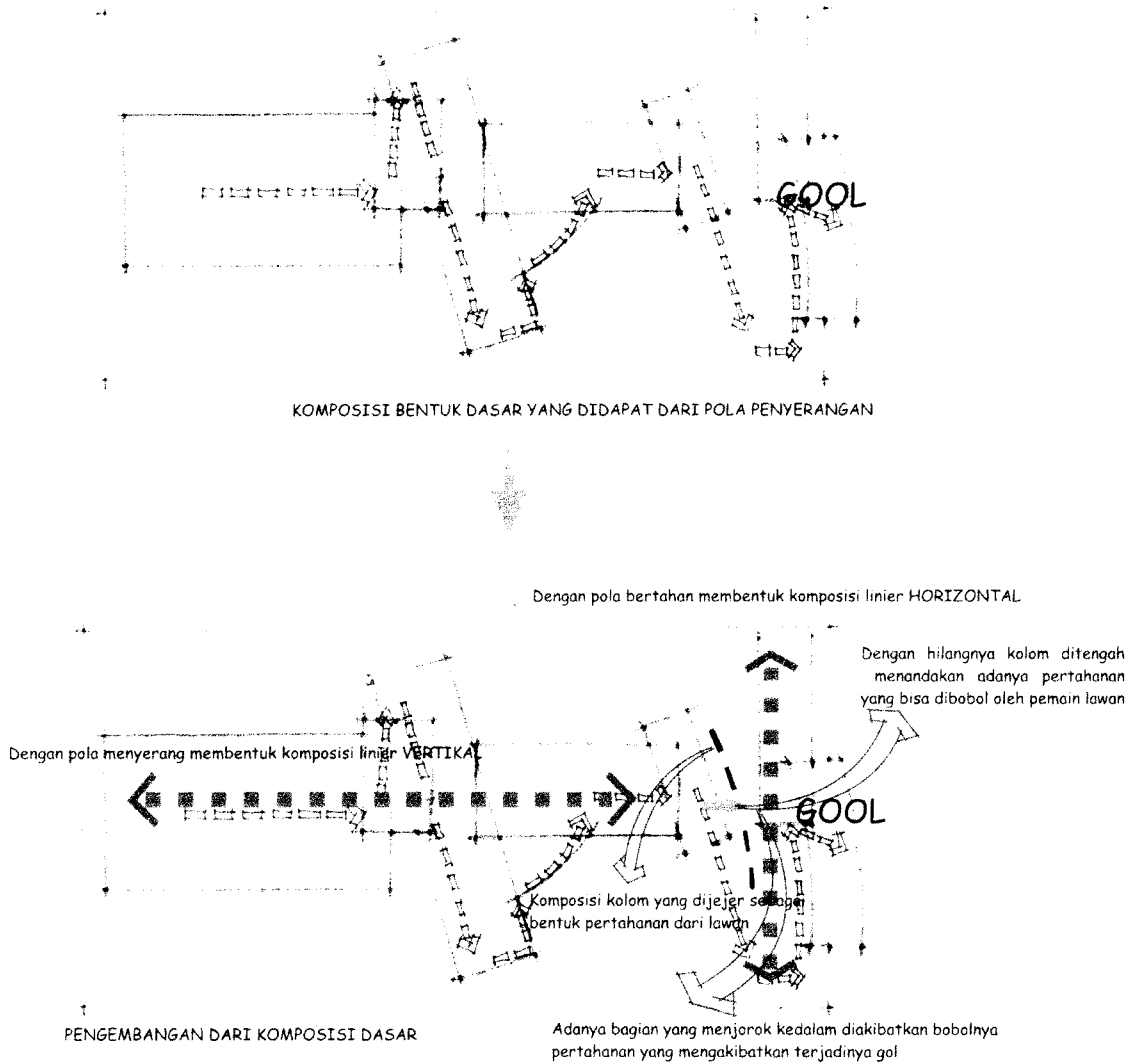 GOOL
KOMPOSISI BENTUK DASAR YANG DIDAPAT DARI POLA PENYERANGAN
Dengan pola bertahan membentuk komposisi linier HORIZONTAL
Dengan hilangnya kolom ditengah
menandakan adanya pertahanan
yang bisa dibobol oleh pemain lawan
Dengan pola menyerang membentuk komposisi linier VERTIKAL
GOOL
Komposisi kolom yang dijejer sebagai
bentuk pertahanan dari lawan
PENGEMBANGAN DARI KOMPOSISI DASAR
Adanya bagian yang menjorok kedalam diakibatkan bobolnya
pertahanan yang mengakibatkan terjadinya gol